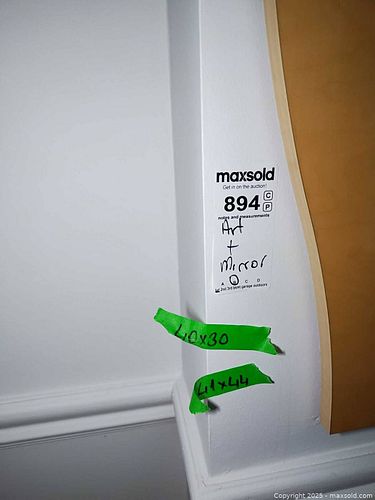 maxsold
Get in on the auction!
894 C
P
notes and measurements
Art
+
Mirror
A B C D
40x30
41x44
Copyright 2025 - maxsold.com